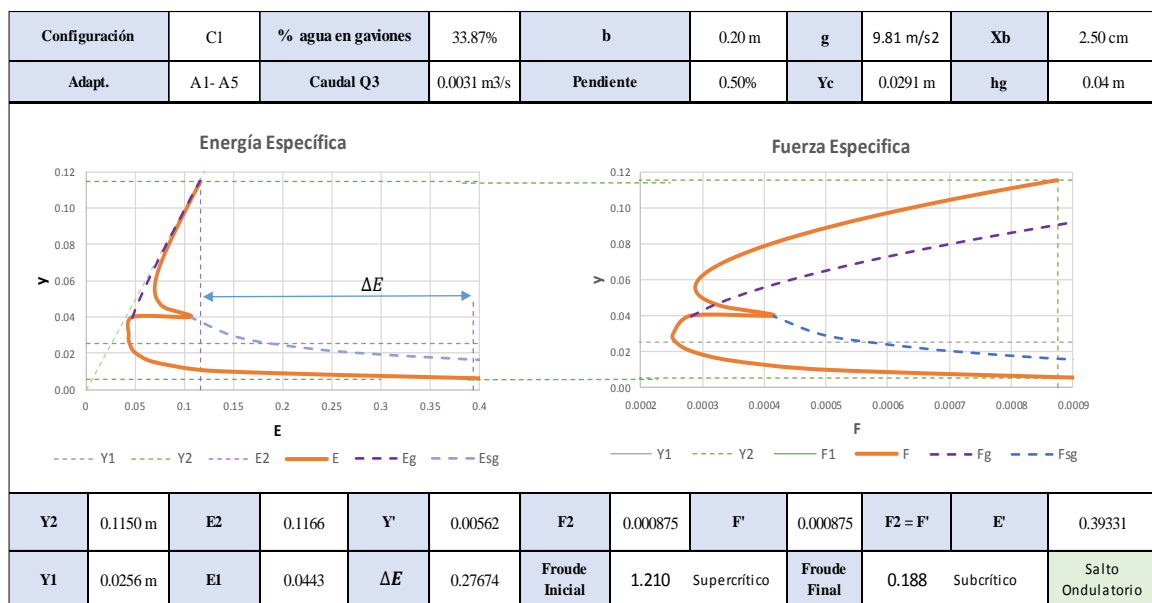 Configuración C1 % agua en gaviones 33.87% b 0.20 m g 9.81 m/s2 Xb 2.50 cm
Adapt. A1- A5 Caudal Q3 0.0031 m3/s Pendiente 0.50% Yc 0.0291 m hg 0.04 m
Energía Específica
0.12
0.10
0.08
0.06
0.04
0.02
0.00
y
ΔE
0 0.05 0.1 0.15 0.2 0.25 0.3 0.35 0.4
E
Y1 Y2 E2 E Eg Esg
Fuerza Especifica
0.12
0.10
0.08
0.06
0.04
0.02
0.00
y
0.0002 0.0003 0.0004 0.0005 0.0006 0.0007 0.0008 0.0009
F
Y1 Y2 F1 F Fg Fsg
Y2 0.1150 m E2 0.1166 Y' 0.00562 F2 0.000875 F' 0.000875 F2 = F' E' 0.39331
Y1 0.0256 m E1 0.0443 ΔE 0.27674 Froude Inicial 1.210 Supercrítico Froude Final 0.188 Subcrítico Salto Ondulatorio